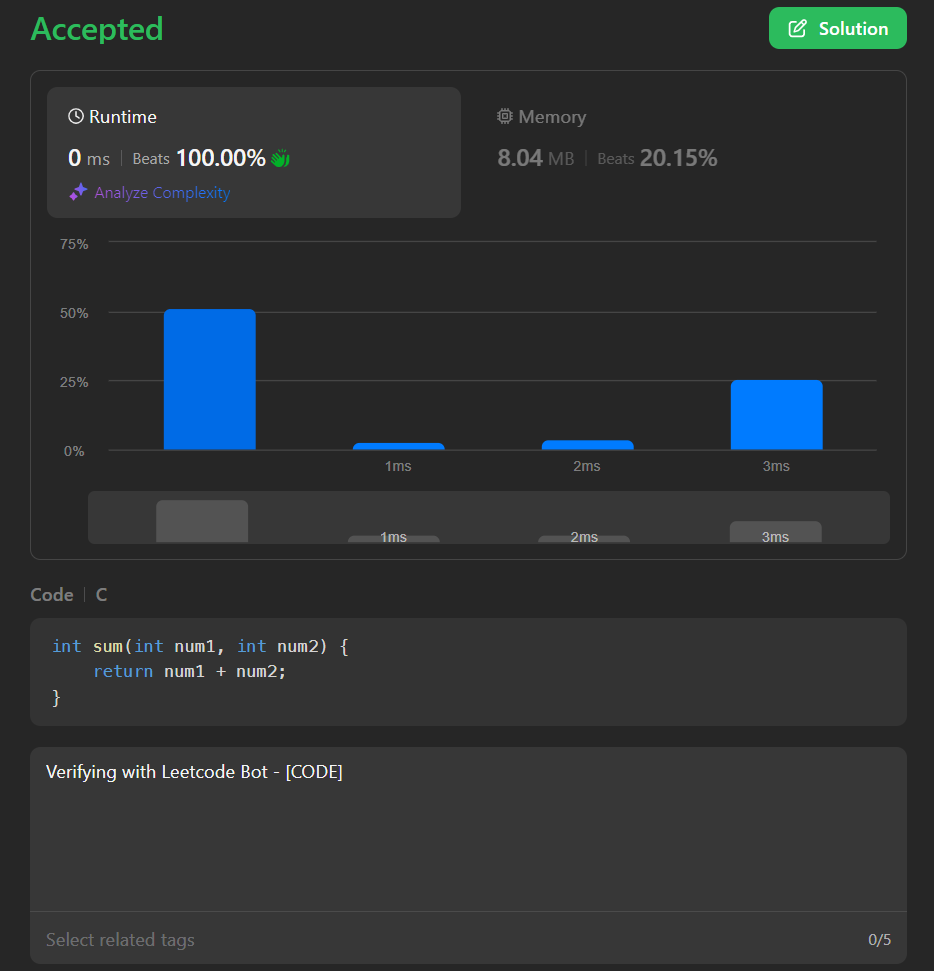 Accepted
Solution
Runtime
0 ms | Beats 100.00%
Analyze Complexity
Memory
8.04 MB | Beats 20.15%
75%
50%
25%
0%
1ms 2ms 3ms
1ms 2ms 3ms
Code | C
int sum(int num1, int num2) {
    return num1 + num2;
}
Verifying with Leetcode Bot - [CODE]
Select related tags 0/5